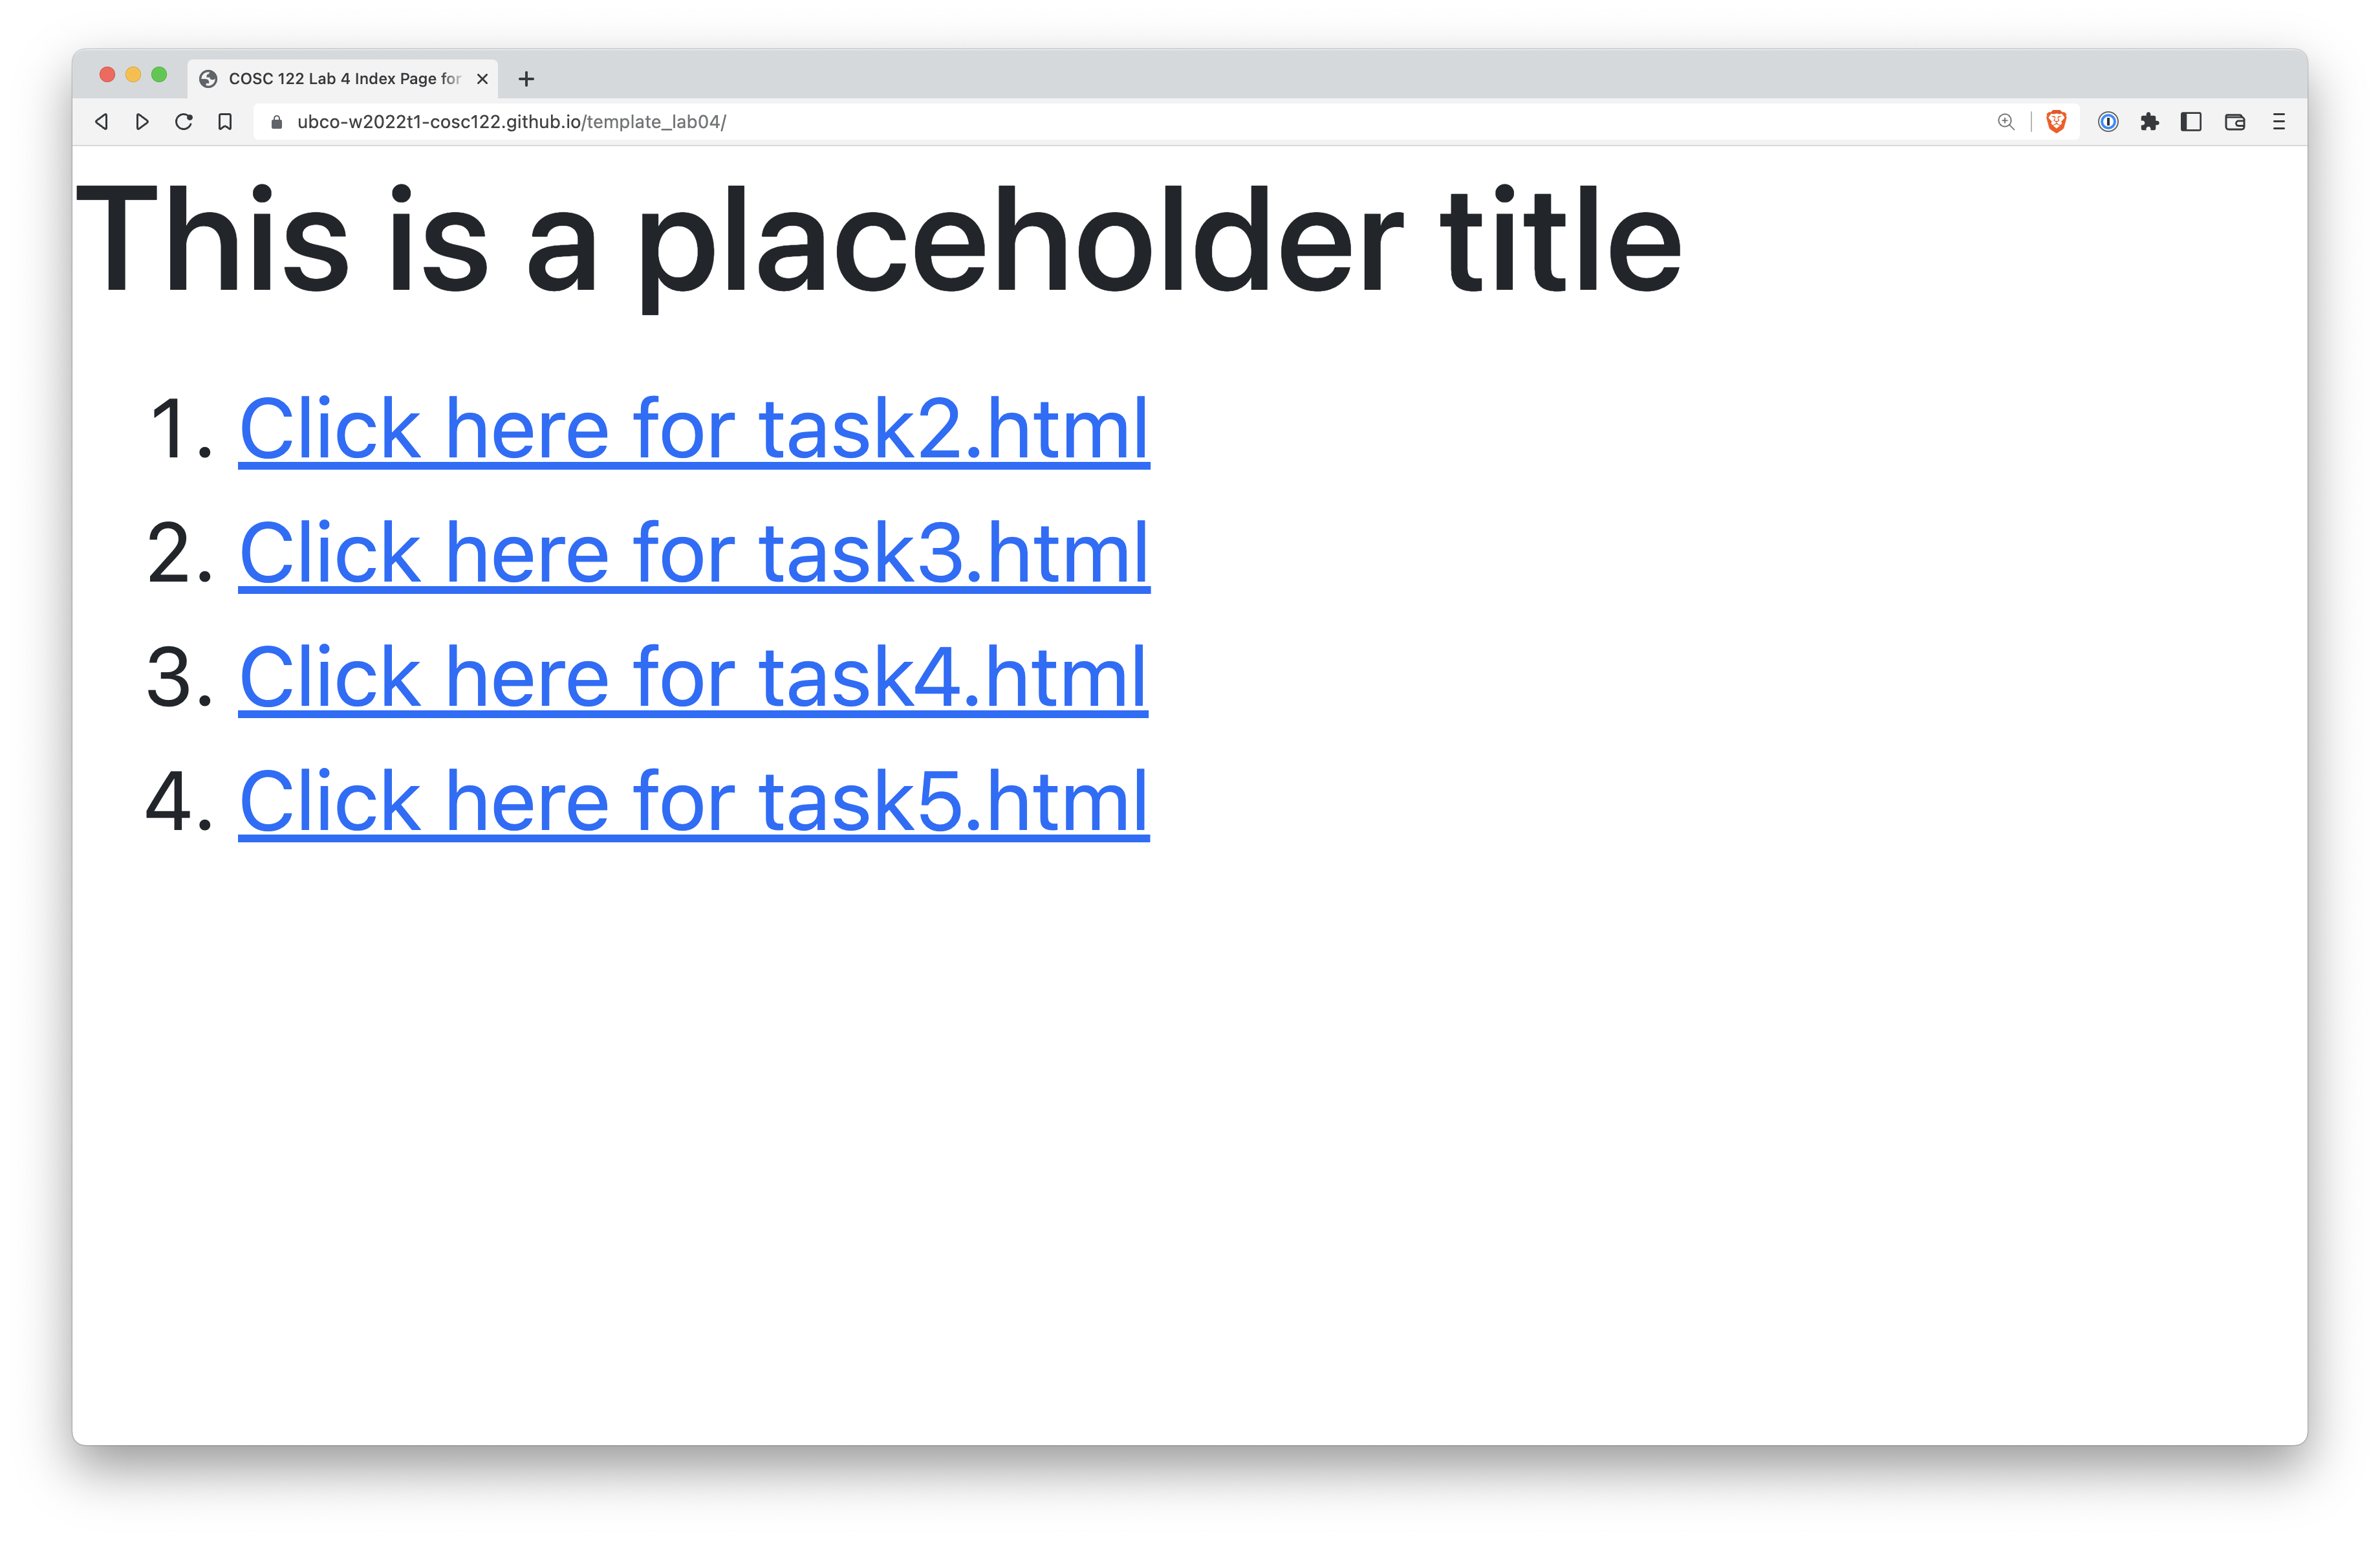 COSC 122 Lab 4 Index Page for
ubco-w2022t1-cosc122.github.io/template_lab04/
This is a placeholder title
1. Click here for task2.html
2. Click here for task3.html
3. Click here for task4.html
4. Click here for task5.html